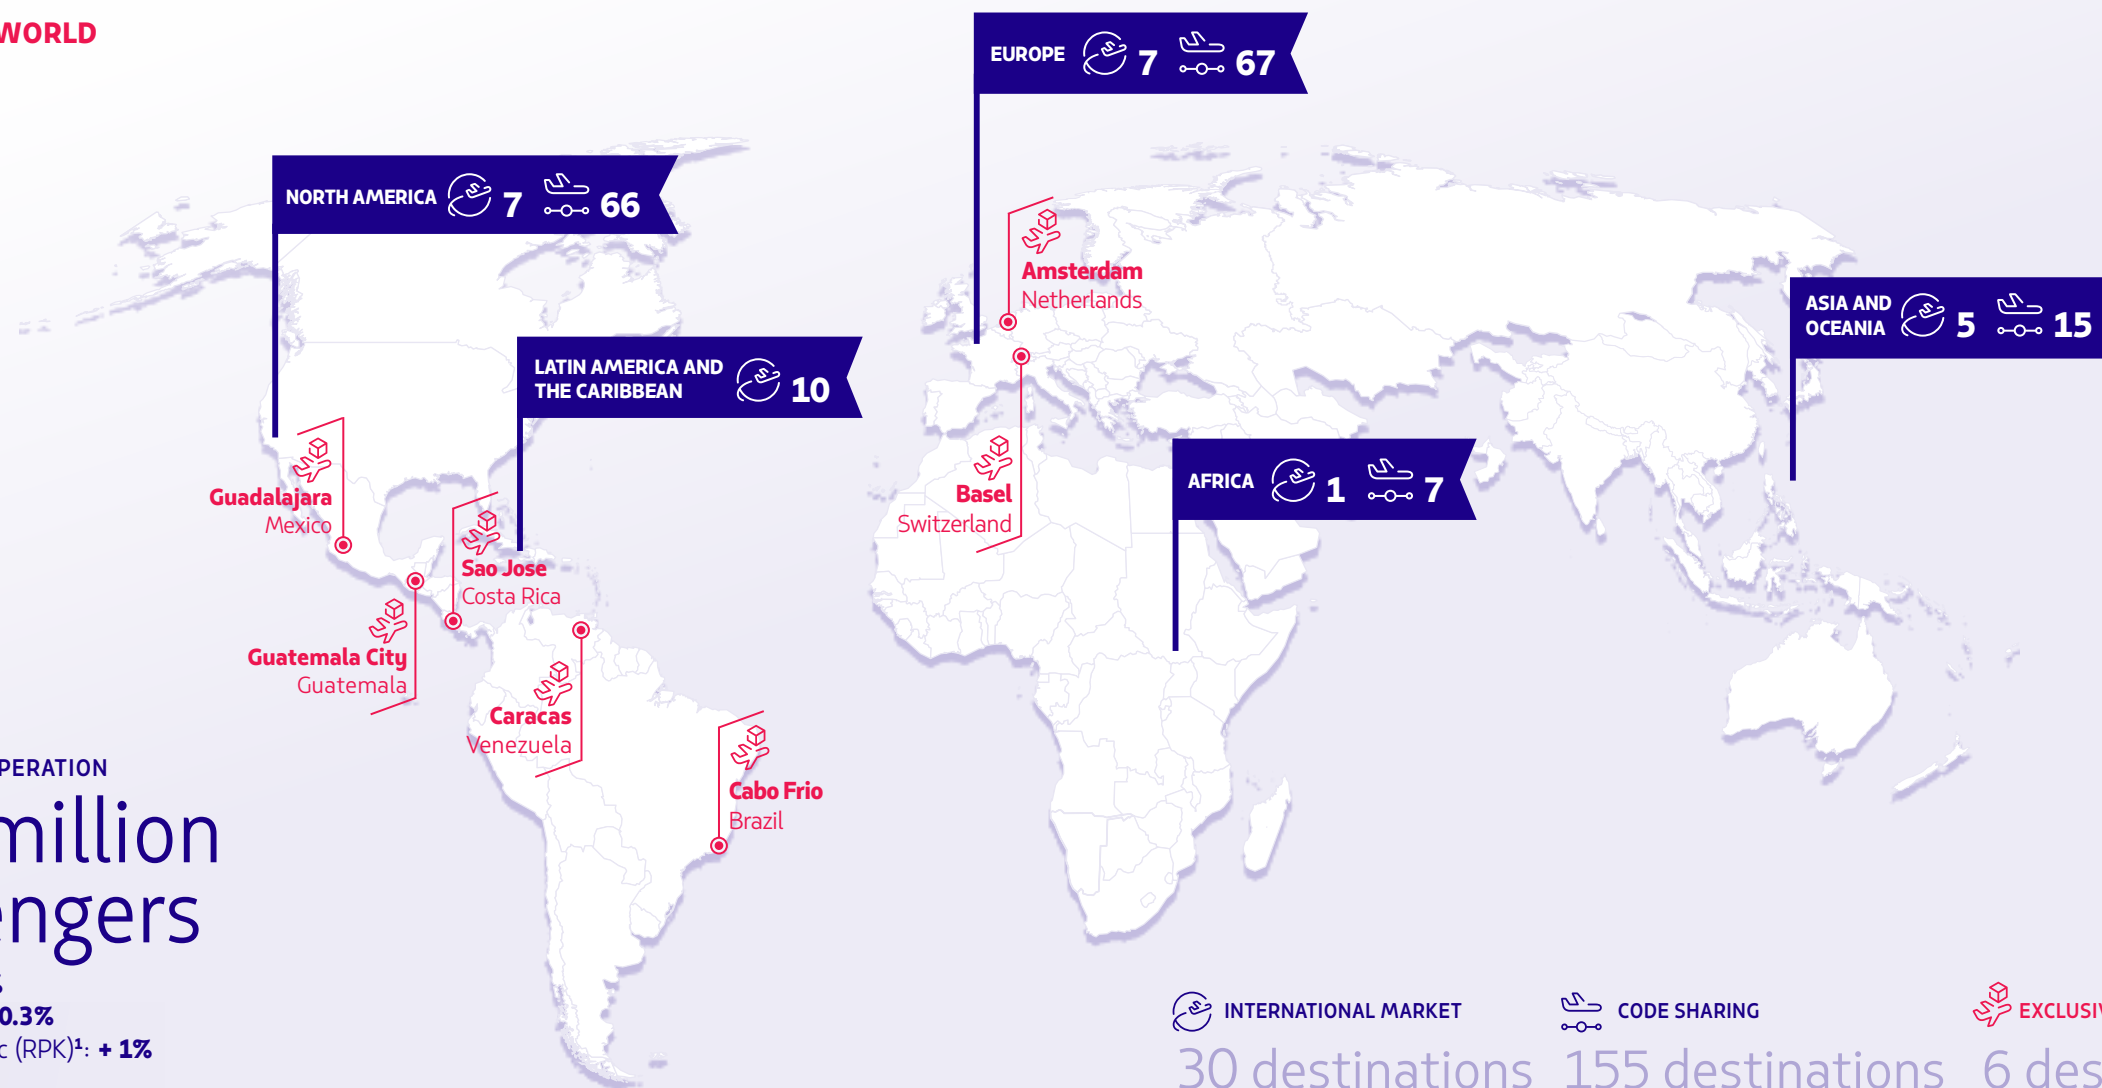 WORLD
EUROPE 7 67
NORTH AMERICA 7 66
Amsterdam
Netherlands
ASIA AND
OCEANIA 5 15
LATIN AMERICA AND
THE CARIBBEAN 10
AFRICA 1 7
Guadalajara
Mexico
Basel
Switzerland
Sao Jose
Costa Rica
Guatemala City
Guatemala
Caracas
Venezuela
Cabo Frio
Brazil
PERATION
million
engers
0.3%
c (RPK)¹: + 1%
INTERNATIONAL MARKET
30 destinations
CODE SHARING
155 destinations
EXCLUSIV
6 des